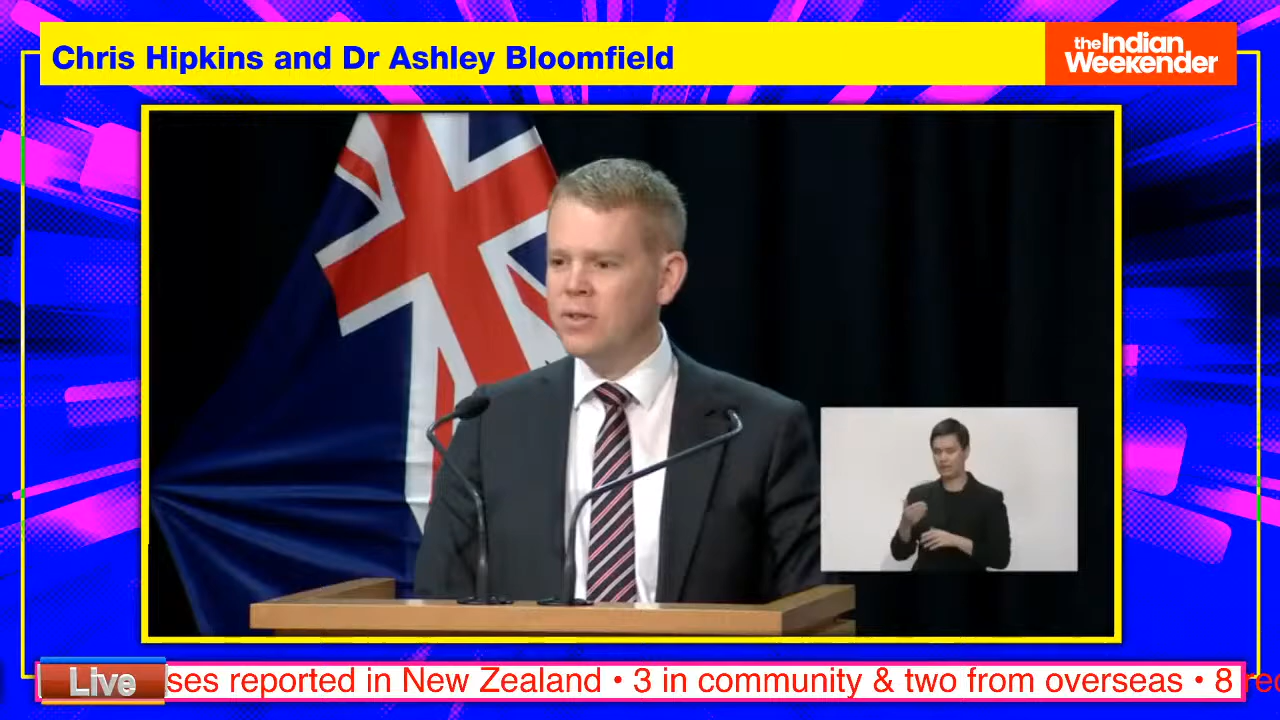 Chris Hipkins and Dr Ashley Bloomfield
the Indian
Weekender
Live
ses reported in New Zealand • 3 in community & two from overseas • 8 rec